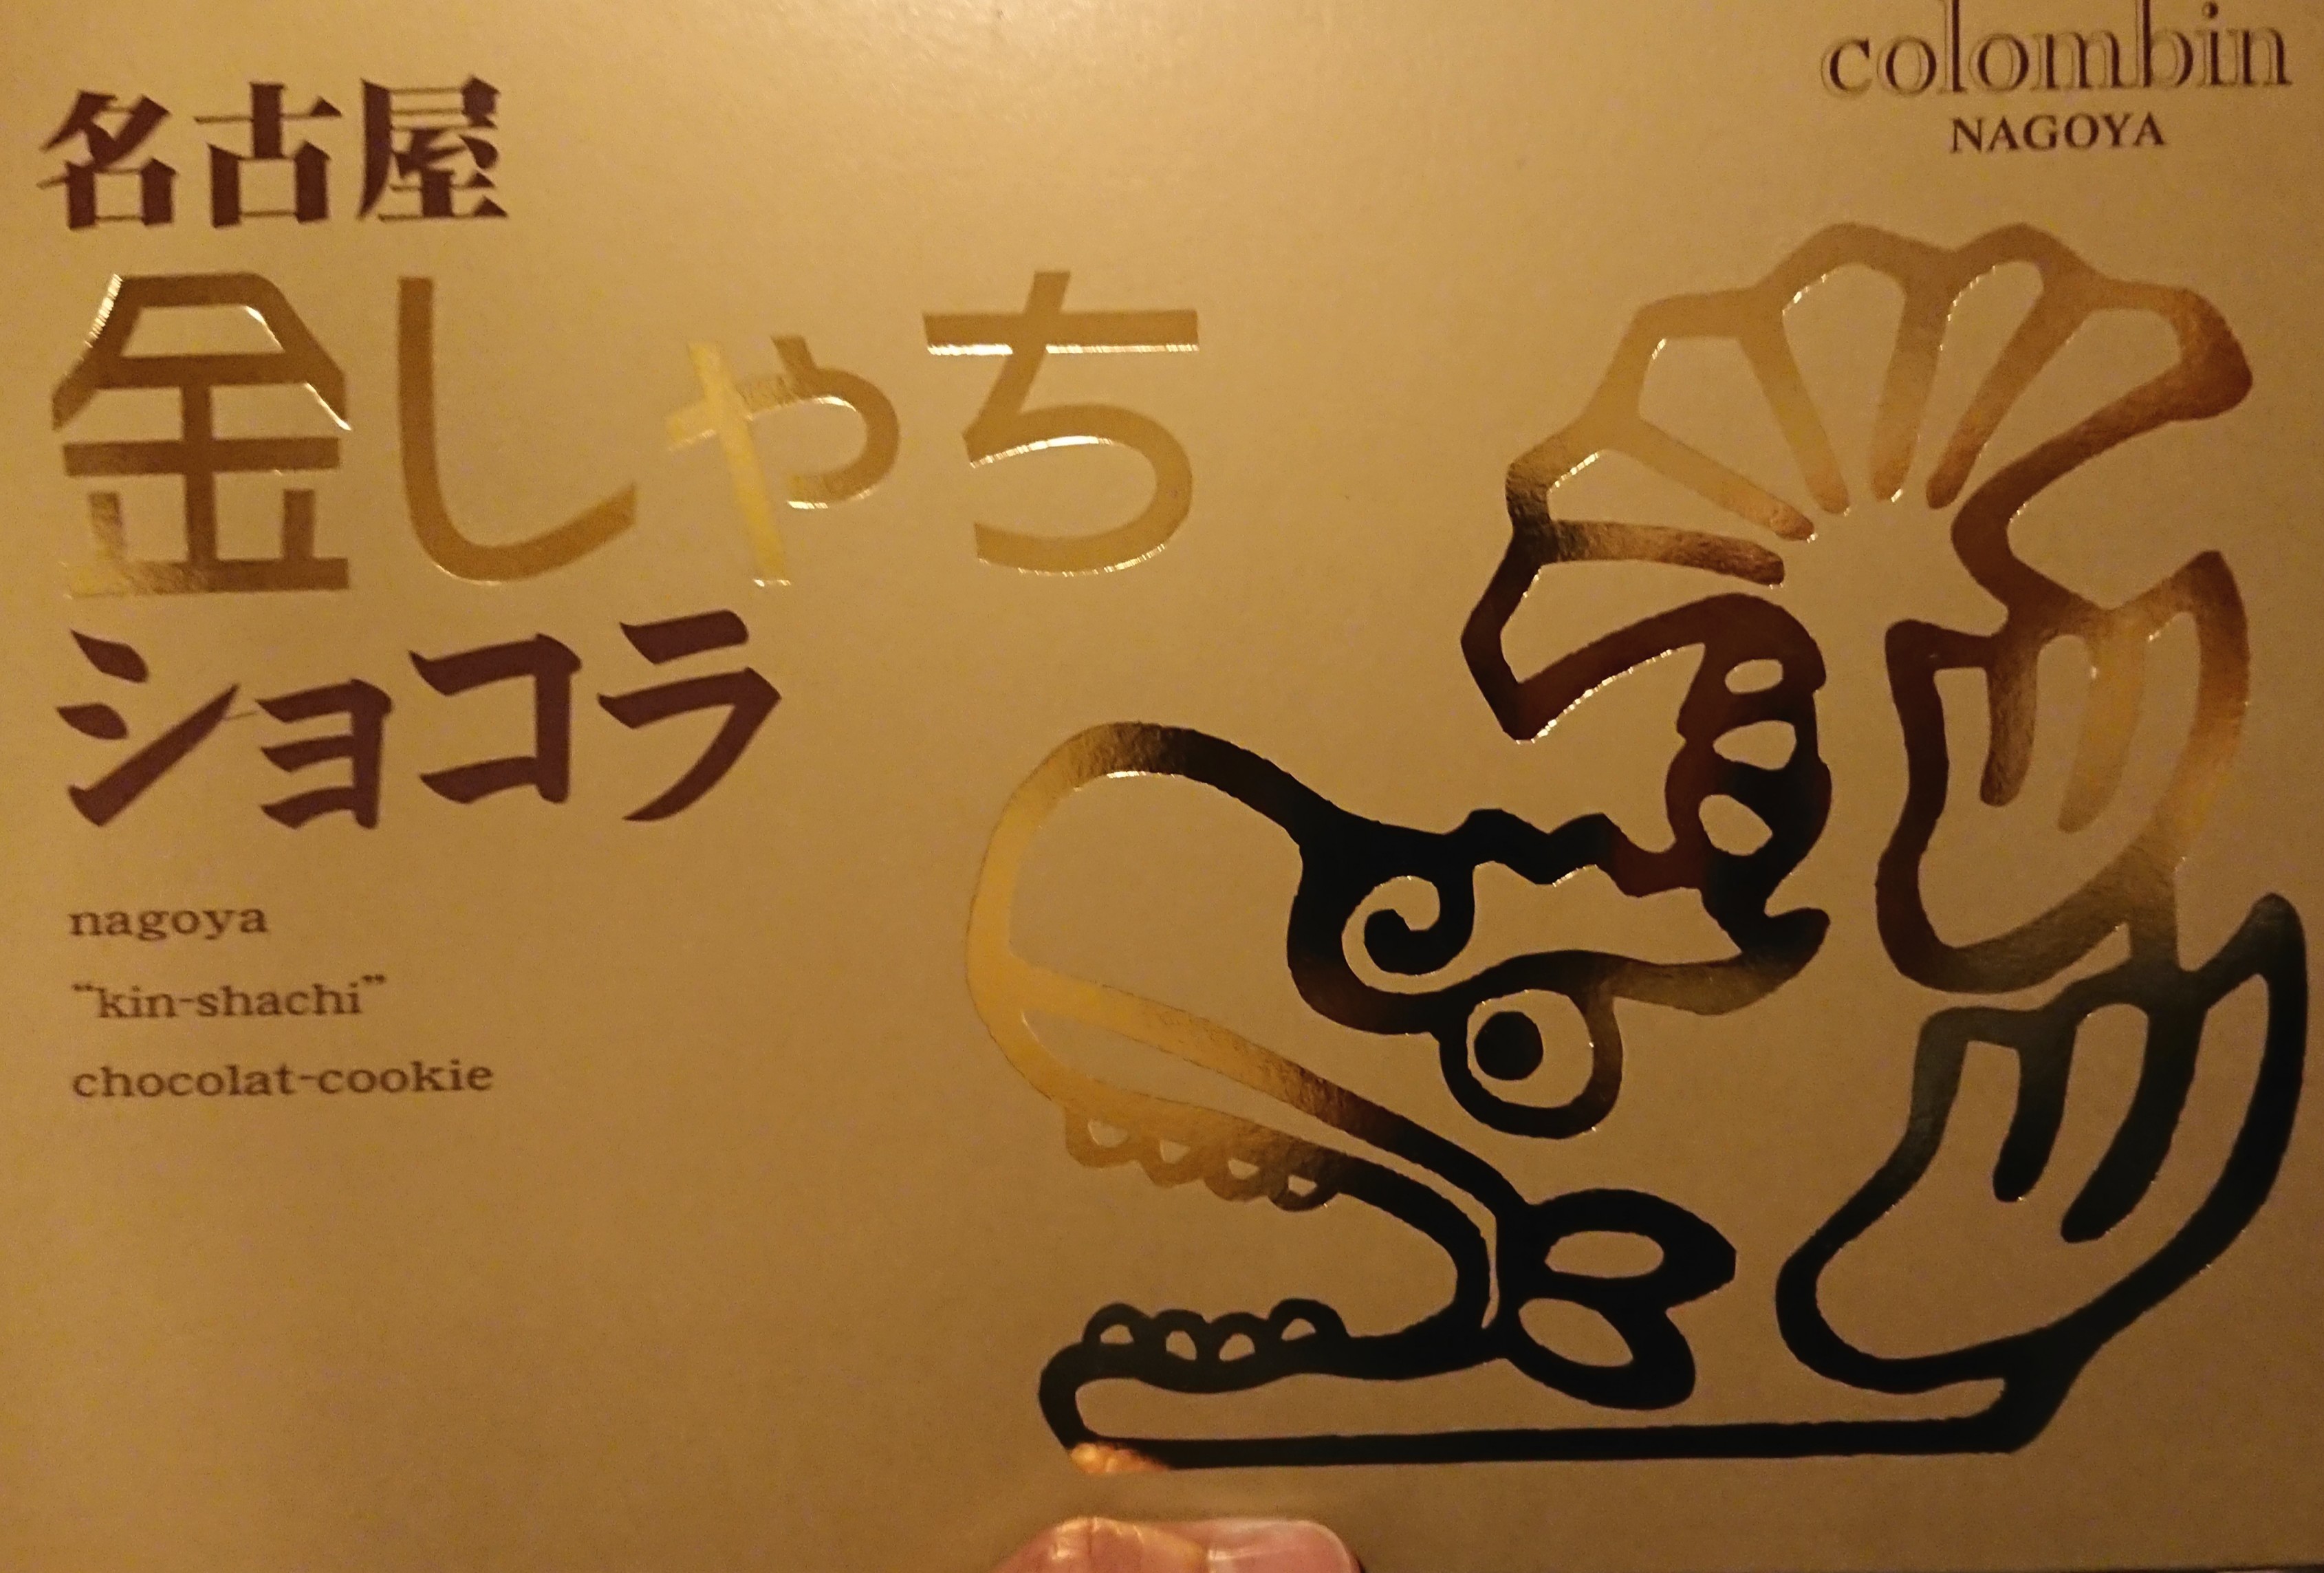 名古屋
金しゃち
ショコラ
nagoya
“kin-shachi”
chocolat-cookie
colombin
NAGOYA